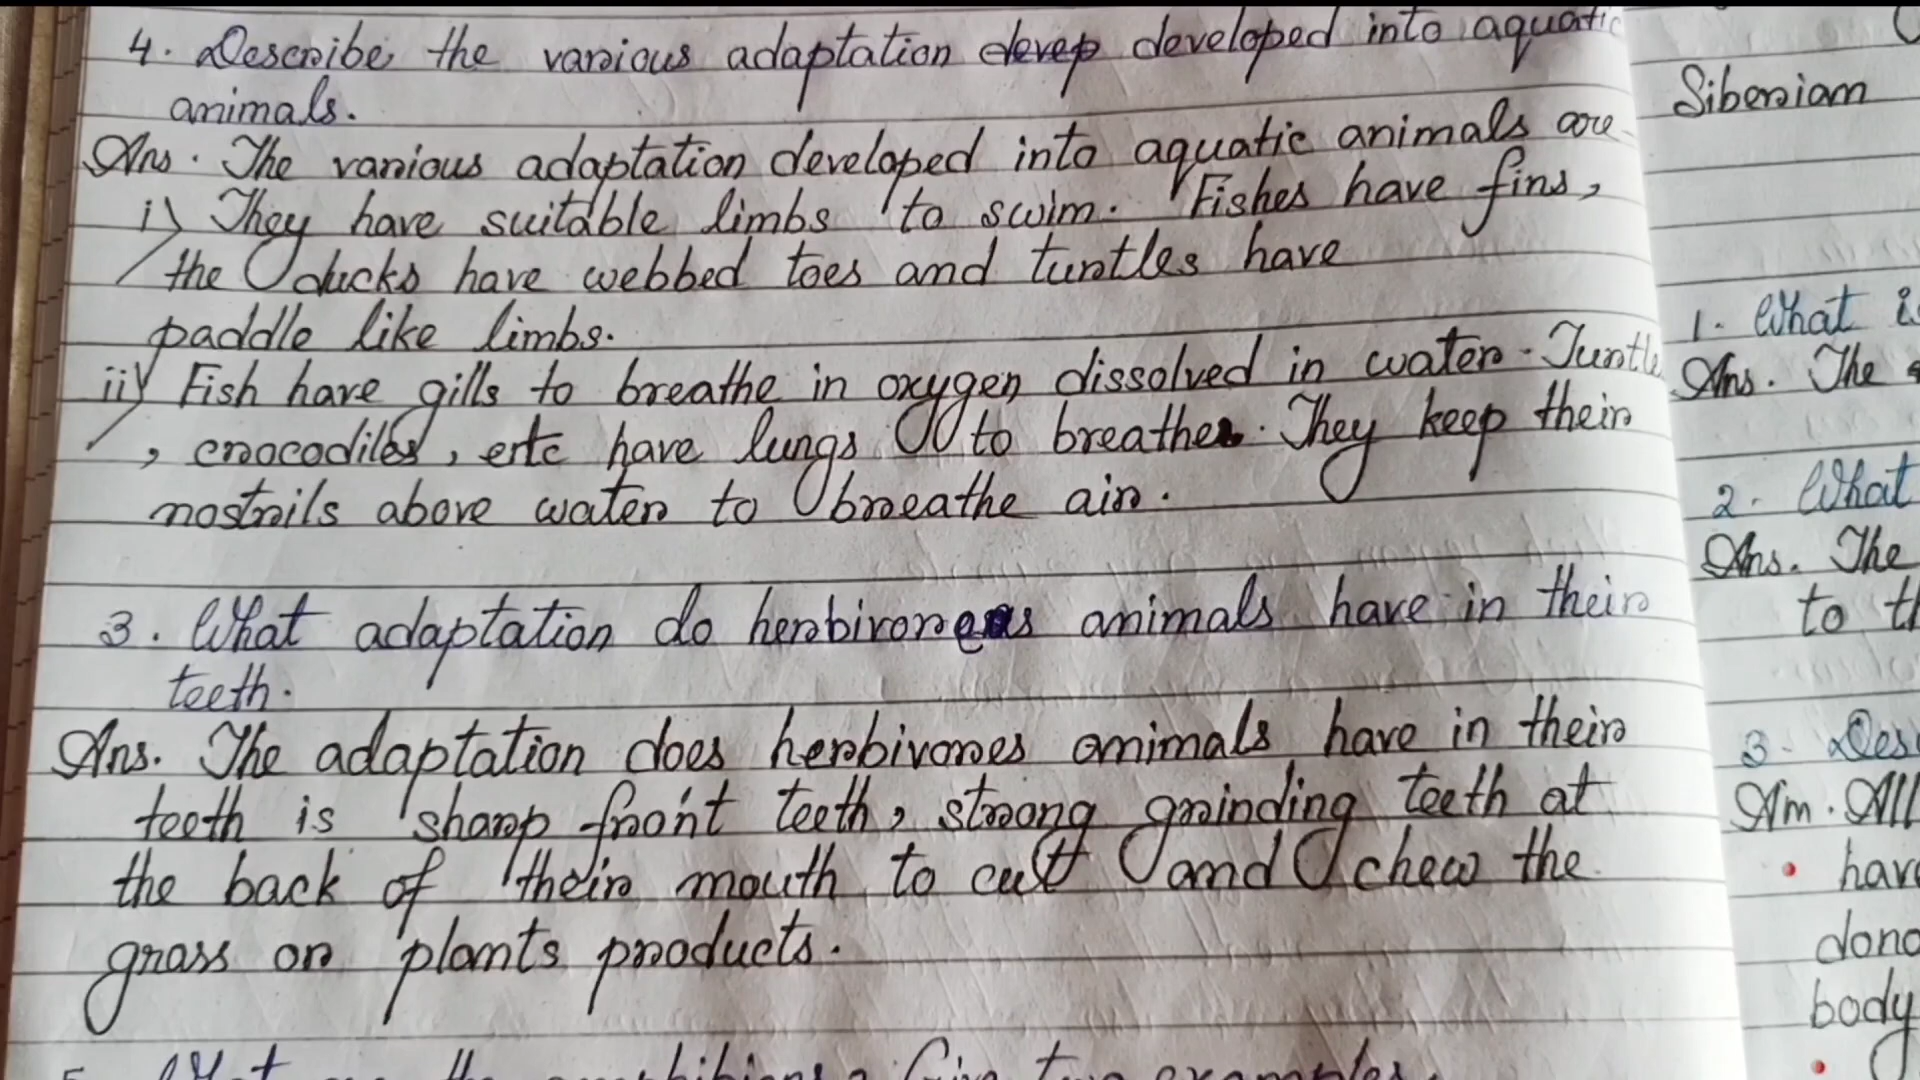 4. Describe the various adaptation devep developed into aquatic
animals.
Ans. The various adaptation developed into aquatic animals are
i) They have suitable limbs to swim. Fishes have fins,
the ducks have webbed toes and turtles have
paddle like limbs.
ii) Fish have gills to breathe in oxygen dissolved in water. Turtle
, crocodiles, ertc have lungs to breathe. They keep their
nostrils above water to breathe air.
3. What adaptation do herbivores animals have in their
teeth.
Ans. The adaptation does herbivores animals have in their
teeth is sharp front teeth, strong grinding teeth at
the back of their mouth to cut and chew the
grass or plants products.
Siberian
1. What is
Ans. The
2. What
Ans. The
to th
3. Des
Am. All
• have
body